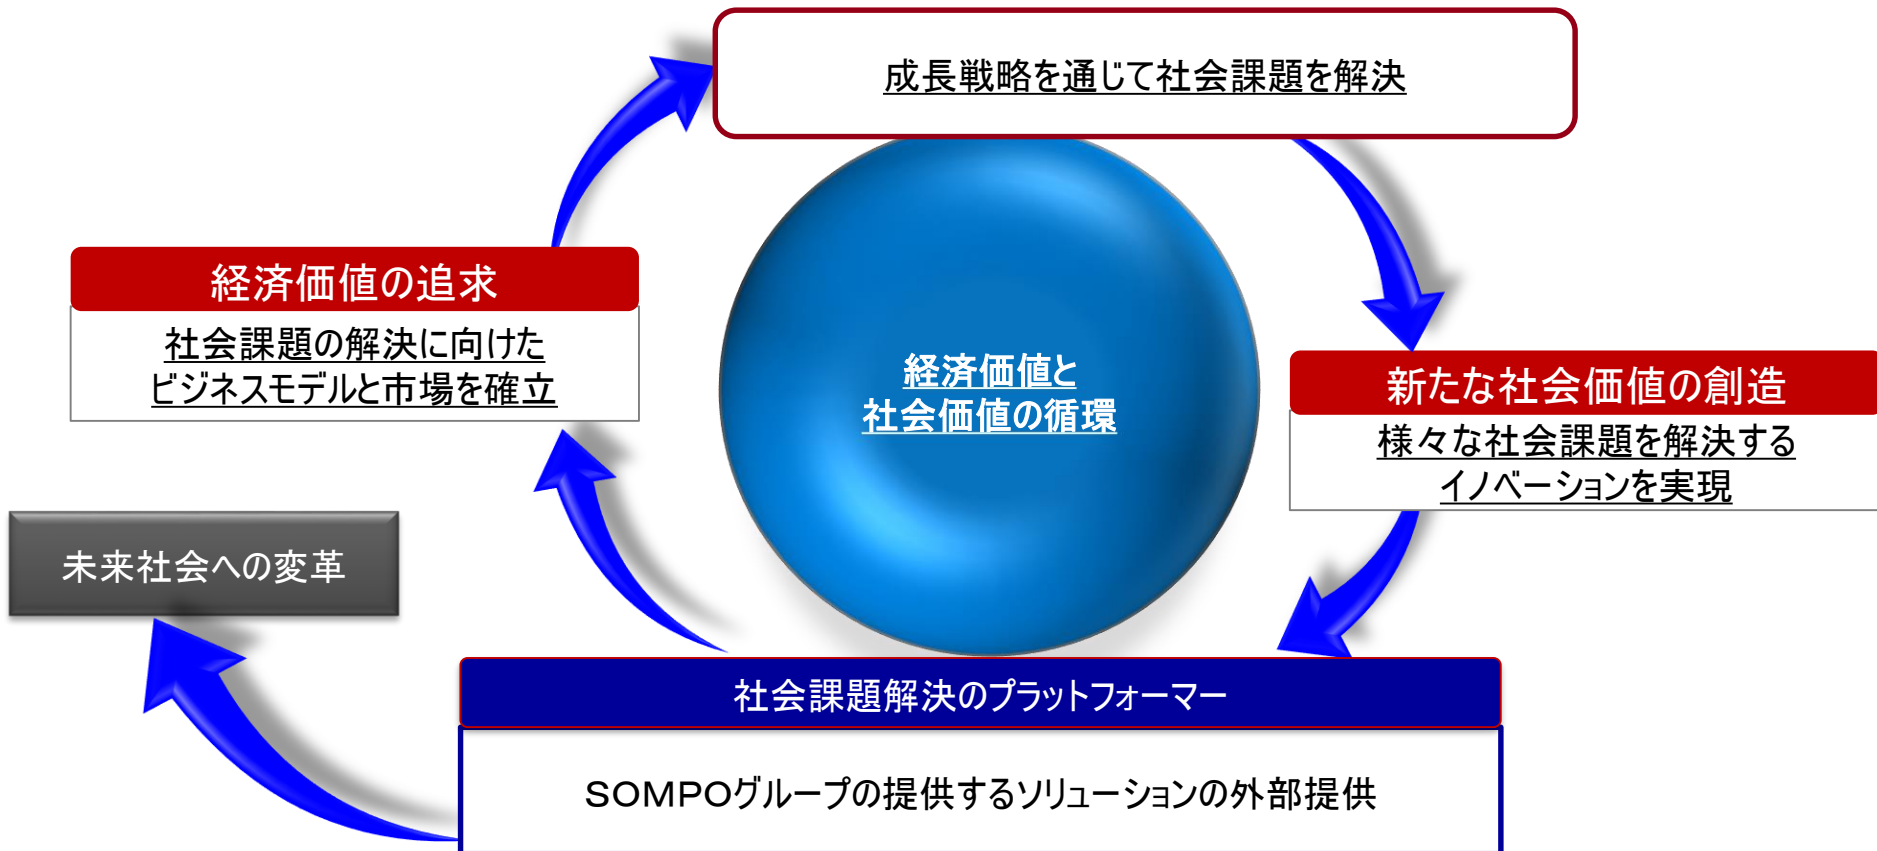 成長戦略を通じて社会課題を解決
経済価値の追求
社会課題の解決に向けた
ビジネスモデルと市場を確立
経済価値と
社会価値の循環
新たな社会価値の創造
様々な社会課題を解決する
イノベーションを実現
未来社会への変革
社会課題解決のプラットフォーマー
SOMPOグループの提供するソリューションの外部提供